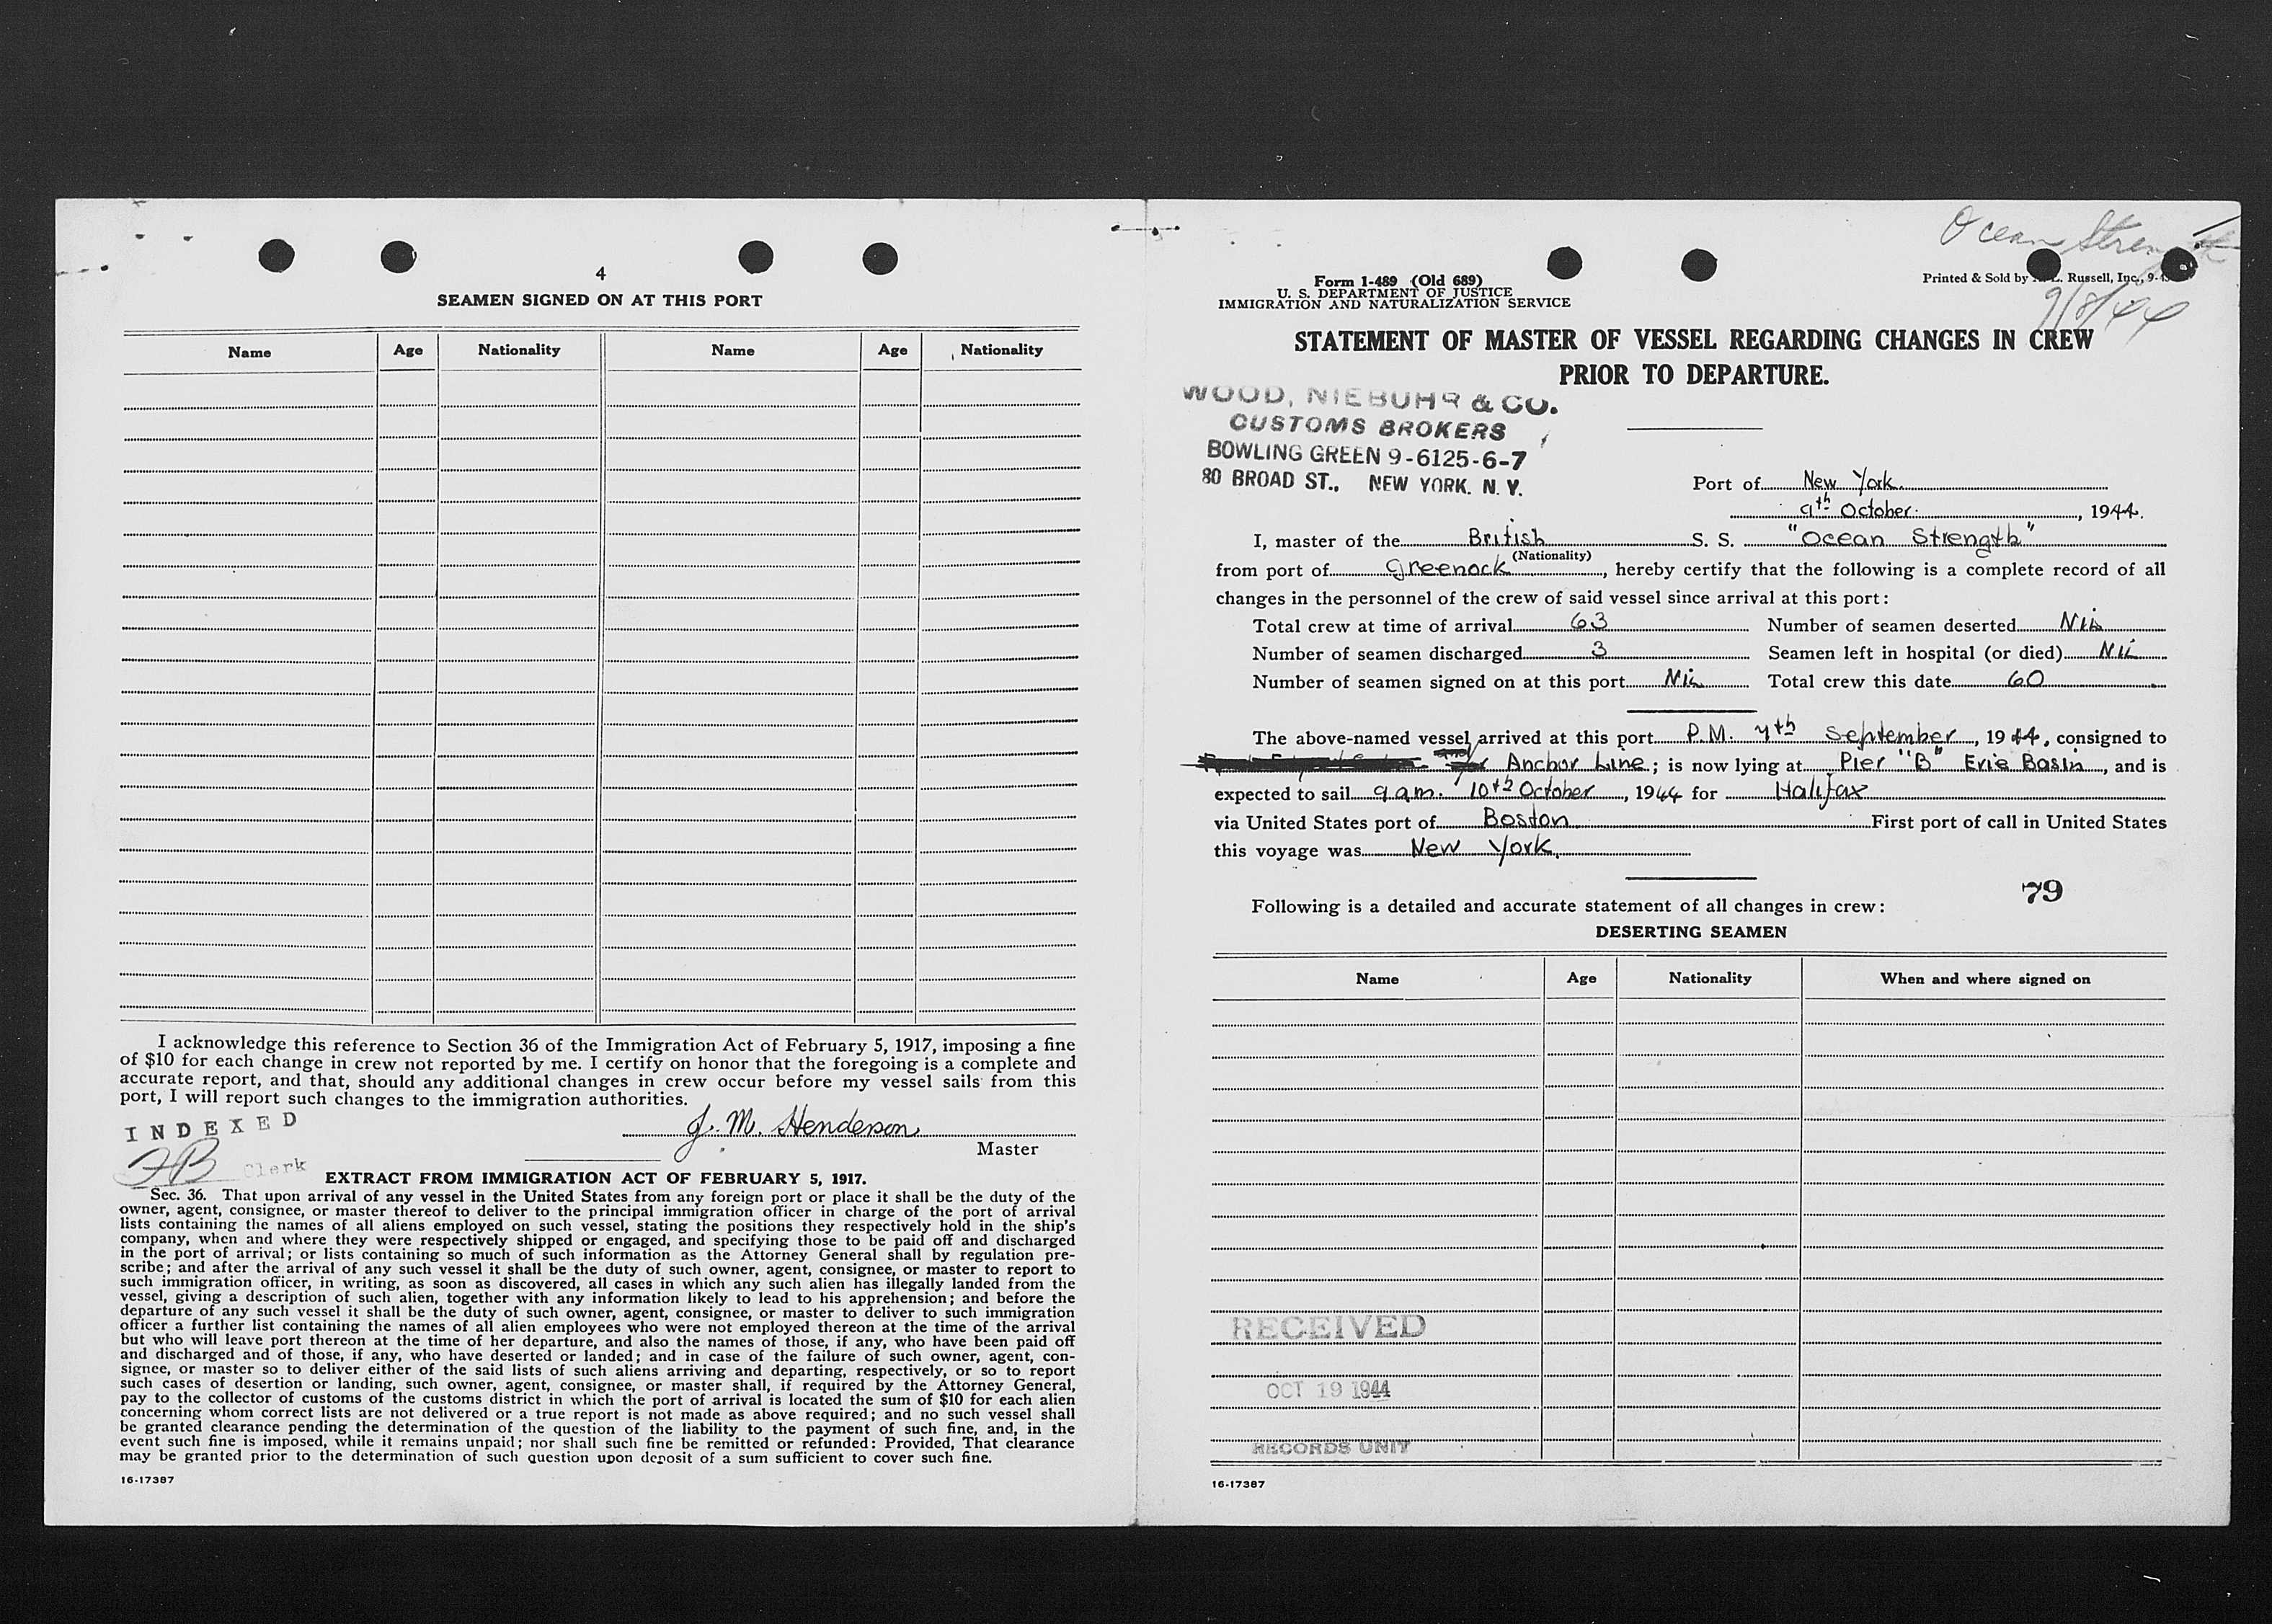 4
SEAMEN SIGNED ON AT THIS PORT
Name Age Nationality Name Age Nationality
I acknowledge this reference to Section 36 of the Immigration Act of February 5, 1917, imposing a fine
of $10 for each change in crew not reported by me. I certify on honor that the foregoing is a complete and
accurate report, and that, should any additional changes in crew occur before my vessel sails from this
port, I will report such changes to the immigration authorities.
INDEXED
J. M. Henderson
Master
Clerk
EXTRACT FROM IMMIGRATION ACT OF FEBRUARY 5, 1917.
Sec. 36. That upon arrival of any vessel in the United States from any foreign port or place it shall be the duty of the
owner, agent, consignee, or master thereof to deliver to the principal immigration officer in charge of the port of arrival
lists containing the names of all aliens employed on such vessel, stating the positions they respectively hold in the ship's
company, when and where they were respectively shipped or engaged, and specifying those to be paid off and discharged
in the port of arrival; or lists containing so much of such information as the Attorney General shall by regulation pre-
scribe; and after the arrival of any such vessel it shall be the duty of such owner, agent, consignee, or master to report to
such immigration officer, in writing, as soon as discovered, all cases in which any such alien has illegally landed from the
vessel, giving a description of such alien, together with any information likely to lead to his apprehension; and before the
departure of any such vessel it shall be the duty of such owner, agent, consignee, or master to deliver to such immigration
officer a further list containing the names of all alien employees who were not employed thereon at the time of the arrival
but who will leave port thereon at the time of her departure, and also the names of those, if any, who have been paid off
and discharged and of those, if any, who have deserted or landed; and in case of the failure of such owner, agent, con-
signee, or master so to deliver either of the said lists of such aliens arriving and departing, respectively, or so to report
such cases of desertion or landing, such owner, agent, consignee, or master shall, if required by the Attorney General,
pay to the collector of customs of the customs district in which the port of arrival is located the sum of $10 for each alien
concerning whom correct lists are not delivered or a true report is not made as above required; and no such vessel shall
be granted clearance pending the determination of the question of the liability to the payment of such fine, and, in the
event such fine is imposed, while it remains unpaid; nor shall such fine be remitted or refunded: Provided, That clearance
may be granted prior to the determination of such question upon deposit of a sum sufficient to cover such fine.
16-17387
Ocean Strength
Form 1-489 (Old 689)
U. S. DEPARTMENT OF JUSTICE
IMMIGRATION AND NATURALIZATION SERVICE
Printed & Sold by Russell, Inc., 9-
9/8/44
STATEMENT OF MASTER OF VESSEL REGARDING CHANGES IN CREW
PRIOR TO DEPARTURE.
WOOD, NIEBUHR & CO.
CUSTOMS BROKERS
BOWLING GREEN 9-6125-6-7
80 BROAD ST., NEW YORK. N. Y.
Port of New York
9th October, 1944.
I, master of the British S. S. "Ocean Strength"
(Nationality)
from port of Greenock, hereby certify that the following is a complete record of all
changes in the personnel of the crew of said vessel since arrival at this port:
Total crew at time of arrival 63 Number of seamen deserted Nil
Number of seamen discharged 3 Seamen left in hospital (or died) Nil
Number of seamen signed on at this port Nil Total crew this date 60
The above-named vessel arrived at this port P.M. 7th September, 1944, consigned to
Anchor Line; is now lying at Pier "B" Erie Basin, and is
expected to sail 9 a.m. 10th October, 1944 for Halifax
via United States port of Boston First port of call in United States
this voyage was New York.
79
Following is a detailed and accurate statement of all changes in crew:
DESERTING SEAMEN
Name Age Nationality When and where signed on
RECEIVED
OCT 19 1944
RECORDS UNIT
16-17387